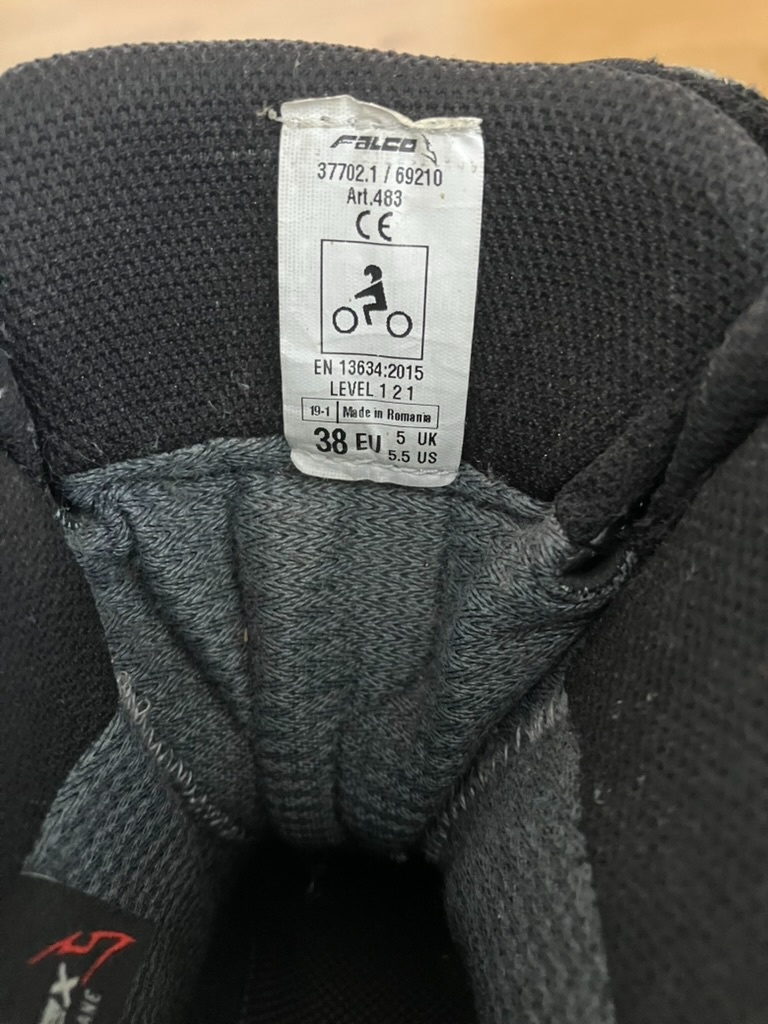 FALCO
37702.1 / 69210
Art.483
CE
EN 13634:2015
LEVEL 1 2 1
19-1 Made in Romania
38 EU 5 UK
5.5 US